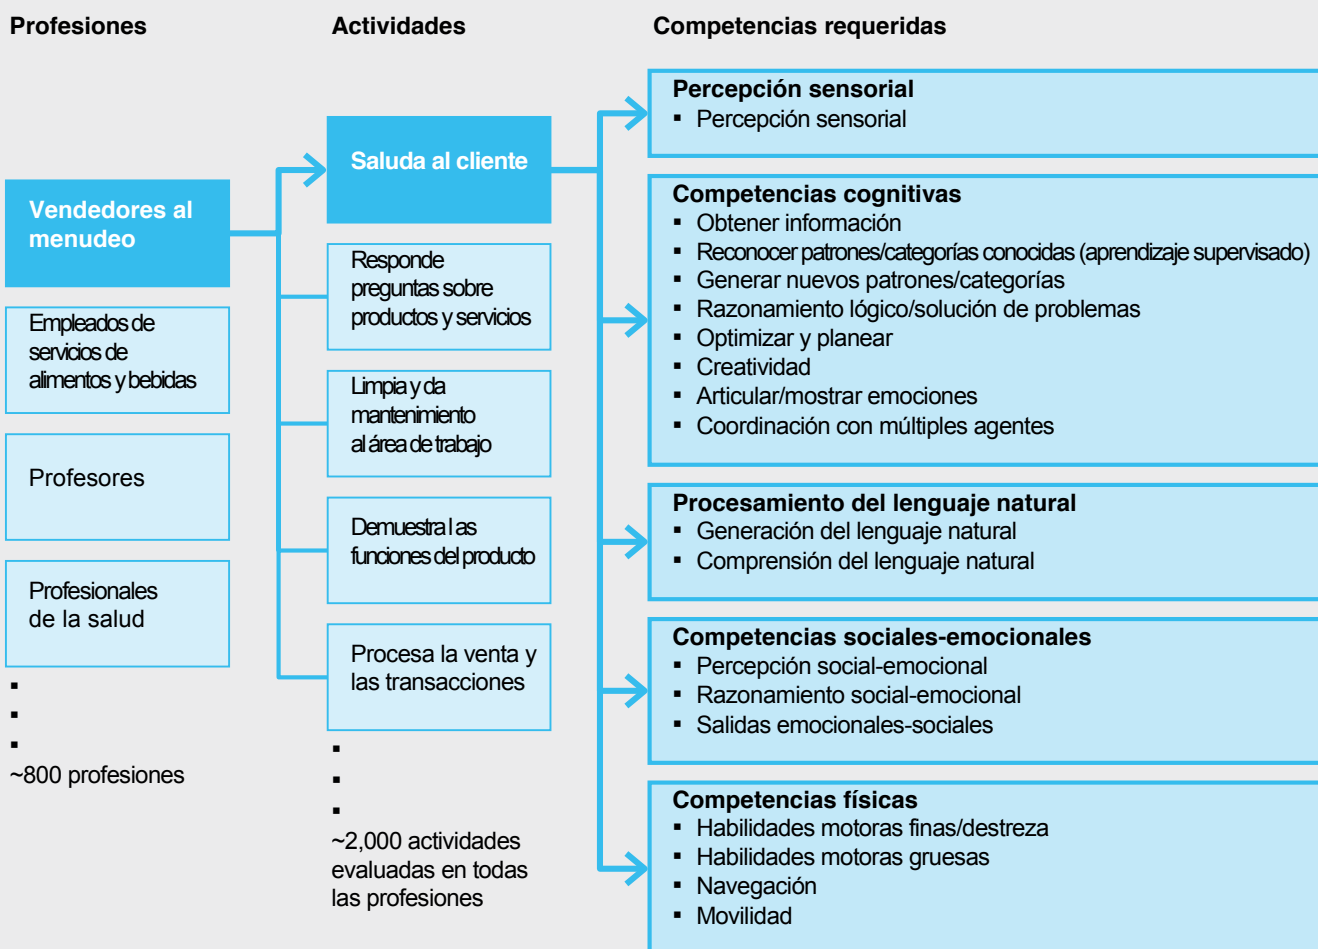 Profesiones
Actividades
Competencias requeridas
Vendedores al
menudeo
Empleados de
servicios de
alimentos y bebidas
Profesores
Profesionales
de la salud
▪
▪
▪
~800 profesiones
Saluda al cliente
Responde
preguntas sobre
productos y servicios
Limpia y da
mantenimiento
al área de trabajo
Demuestra l as
funciones del producto
Procesa la venta y
las transacciones
▪
▪
▪
~2,000 actividades
evaluadas en todas
las profesiones
Percepción sensorial
▪ Percepción sensorial
Competencias cognitivas
▪ Obtener información
▪ Reconocer patrones/categorías conocidas (aprendizaje supervisado)
▪ Generar nuevos patrones/categorías
▪ Razonamiento lógico/solución de problemas
▪ Optimizar y planear
▪ Creatividad
▪ Articular/mostrar emociones
▪ Coordinación con múltiples agentes
Procesamiento del lenguaje natural
▪ Generación del lenguaje natural
▪ Comprensión del lenguaje natural
Competencias sociales-emocionales
▪ Percepción social-emocional
▪ Razonamiento social-emocional
▪ Salidas emocionales-sociales
Competencias físicas
▪ Habilidades motoras finas/destreza
▪ Habilidades motoras gruesas
▪ Navegación
▪ Movilidad